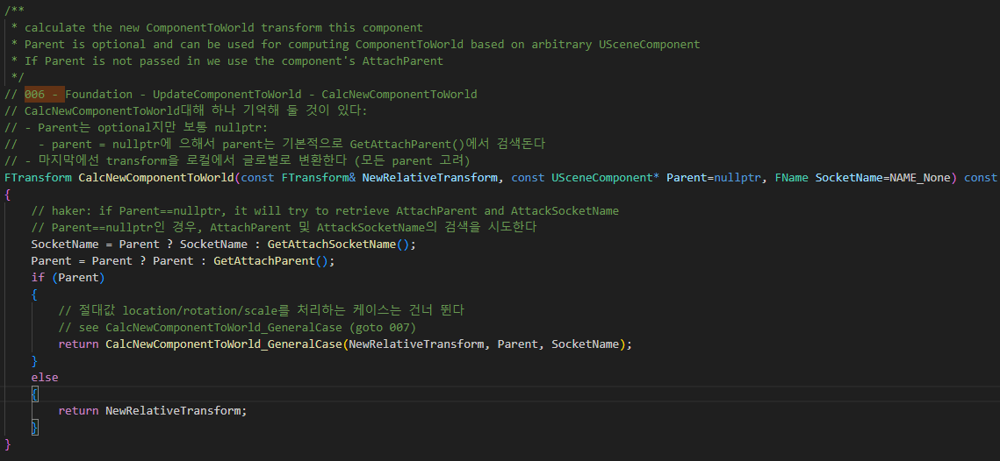 /**
 * calculate the new ComponentToWorld transform this component
 * Parent is optional and can be used for computing ComponentToWorld based on arbitrary USceneComponent
 * If Parent is not passed in we use the component's AttachParent
 */
// 006 - Foundation - UpdateComponentToWorld - CalcNewComponentToWorld
// CalcNewComponentToWorld대해 하나 기억해 둘 것이 있다:
// - Parent는 optional지만 보통 nullptr:
//   - parent = nullptr에 으해서 parent는 기본적으로 GetAttachParent()에서 검색돈다
// - 마지막에선 transform을 로컬에서 글로벌로 변환한다 (모든 parent 고려)
FTransform CalcNewComponentToWorld(const FTransform& NewRelativeTransform, const USceneComponent* Parent=nullptr, FName SocketName=NAME_None) const
{
    // haker: if Parent==nullptr, it will try to retrieve AttachParent and AttackSocketName
    // Parent==nullptr인 경우, AttachParent 및 AttackSocketName의 검색을 시도한다
    SocketName = Parent ? SocketName : GetAttachSocketName();
    Parent = Parent ? Parent : GetAttachParent();
    if (Parent)
    {
        // 절대값 location/rotation/scale를 처리하는 케이스는 건너 뛴다
        // see CalcNewComponentToWorld_GeneralCase (goto 007)
        return CalcNewComponentToWorld_GeneralCase(NewRelativeTransform, Parent, SocketName);
    }
    else
    {
        return NewRelativeTransform;
    }
}